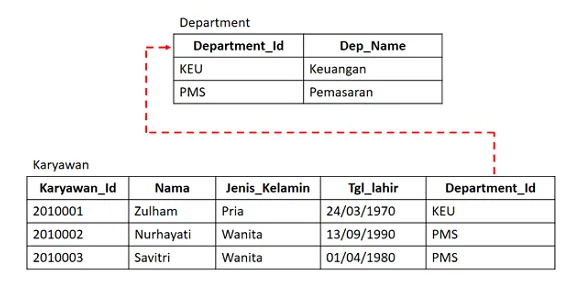 Department
Department_Id Dep_Name
KEU Keuangan
PMS Pemasaran
Karyawan
Karyawan_Id Nama Jenis_Kelamin Tgl_lahir Department_Id
2010001 Zulham Pria 24/03/1970 KEU
2010002 Nurhayati Wanita 13/09/1990 PMS
2010003 Savitri Wanita 01/04/1980 PMS